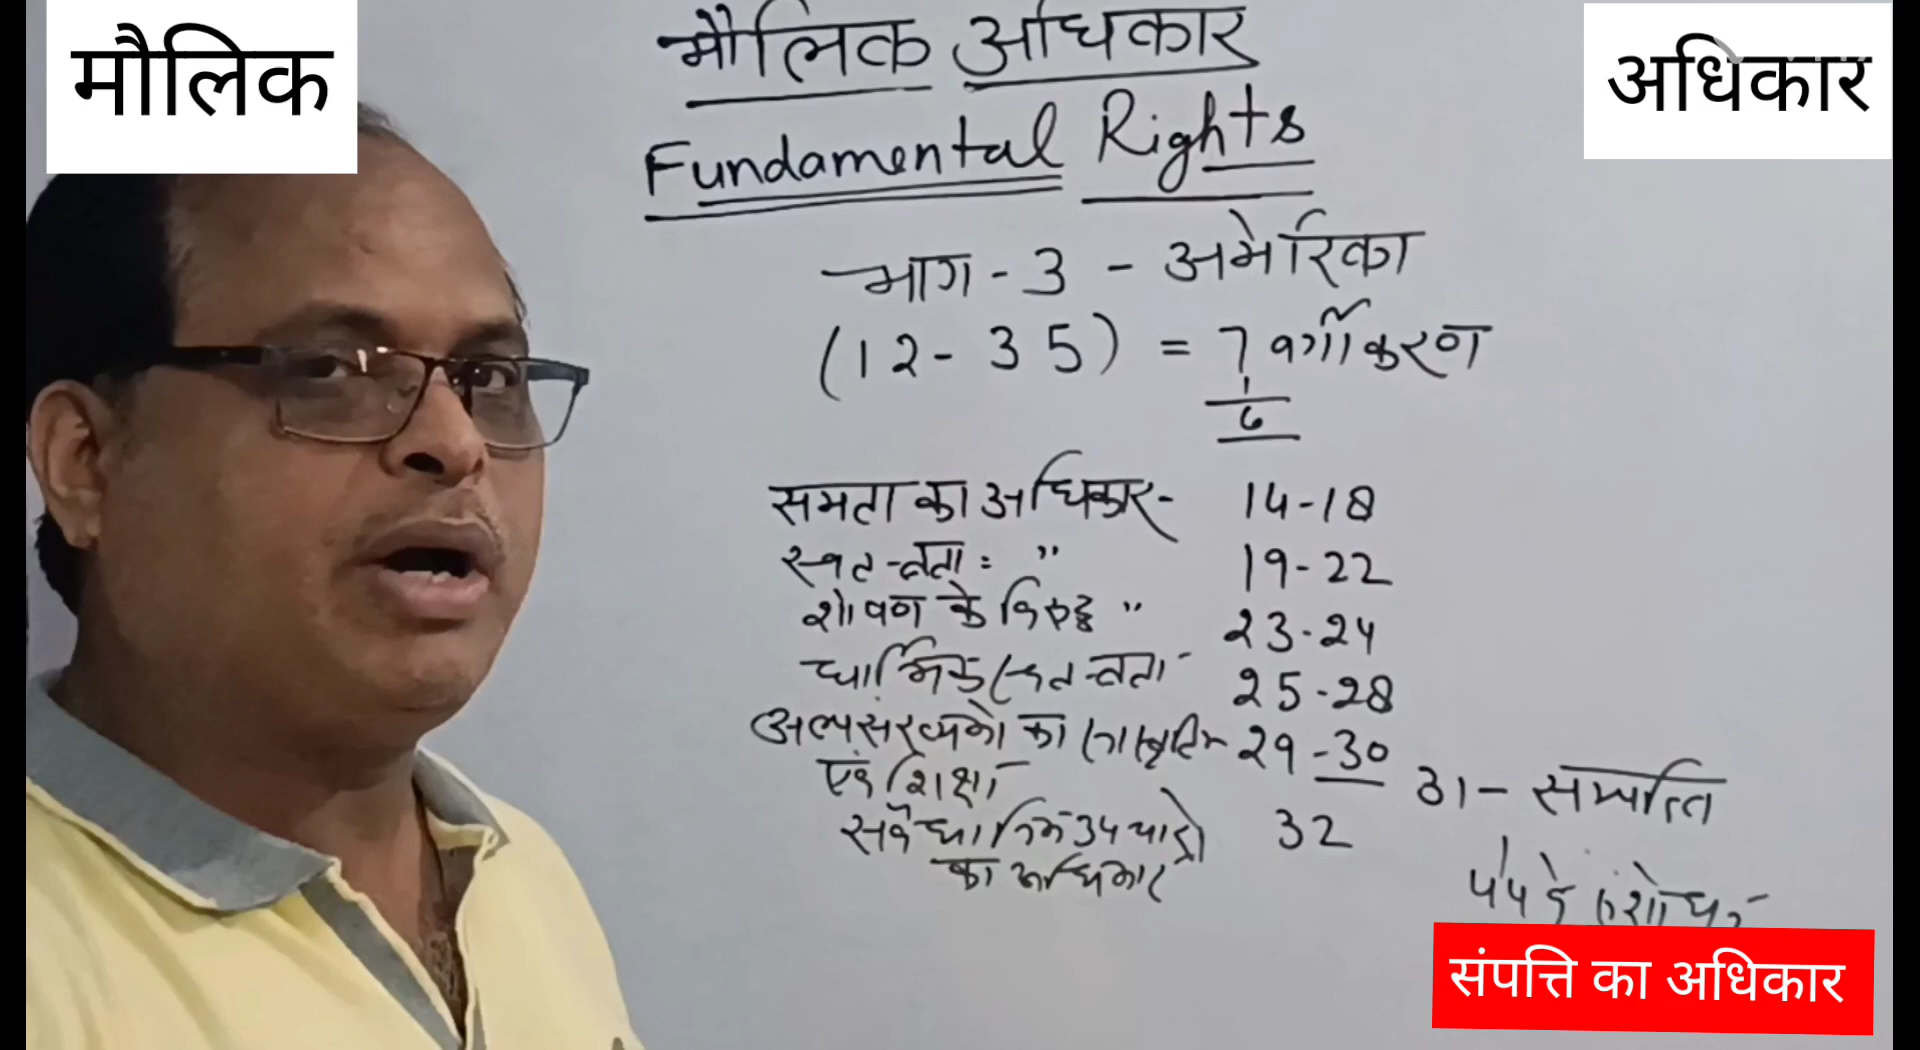 मौलिक
अधिकार
मौलिक अधिकार
Fundamental Rights
भाग - 3 - अमेरिका
(12 - 35) = 7 वर्गीकरण
6
समता का अधिकार - 14-18
स्वतन्त्रता : " 19-22
शोषण के विरुद्ध " 23-24
धार्मिक स्वतन्त्रता - 25-28
अल्पसंख्यको का 29-30
एवं शिक्षा
31 - सम्पत्ति
का अधिकार 32
44
संपत्ति का अधिकार